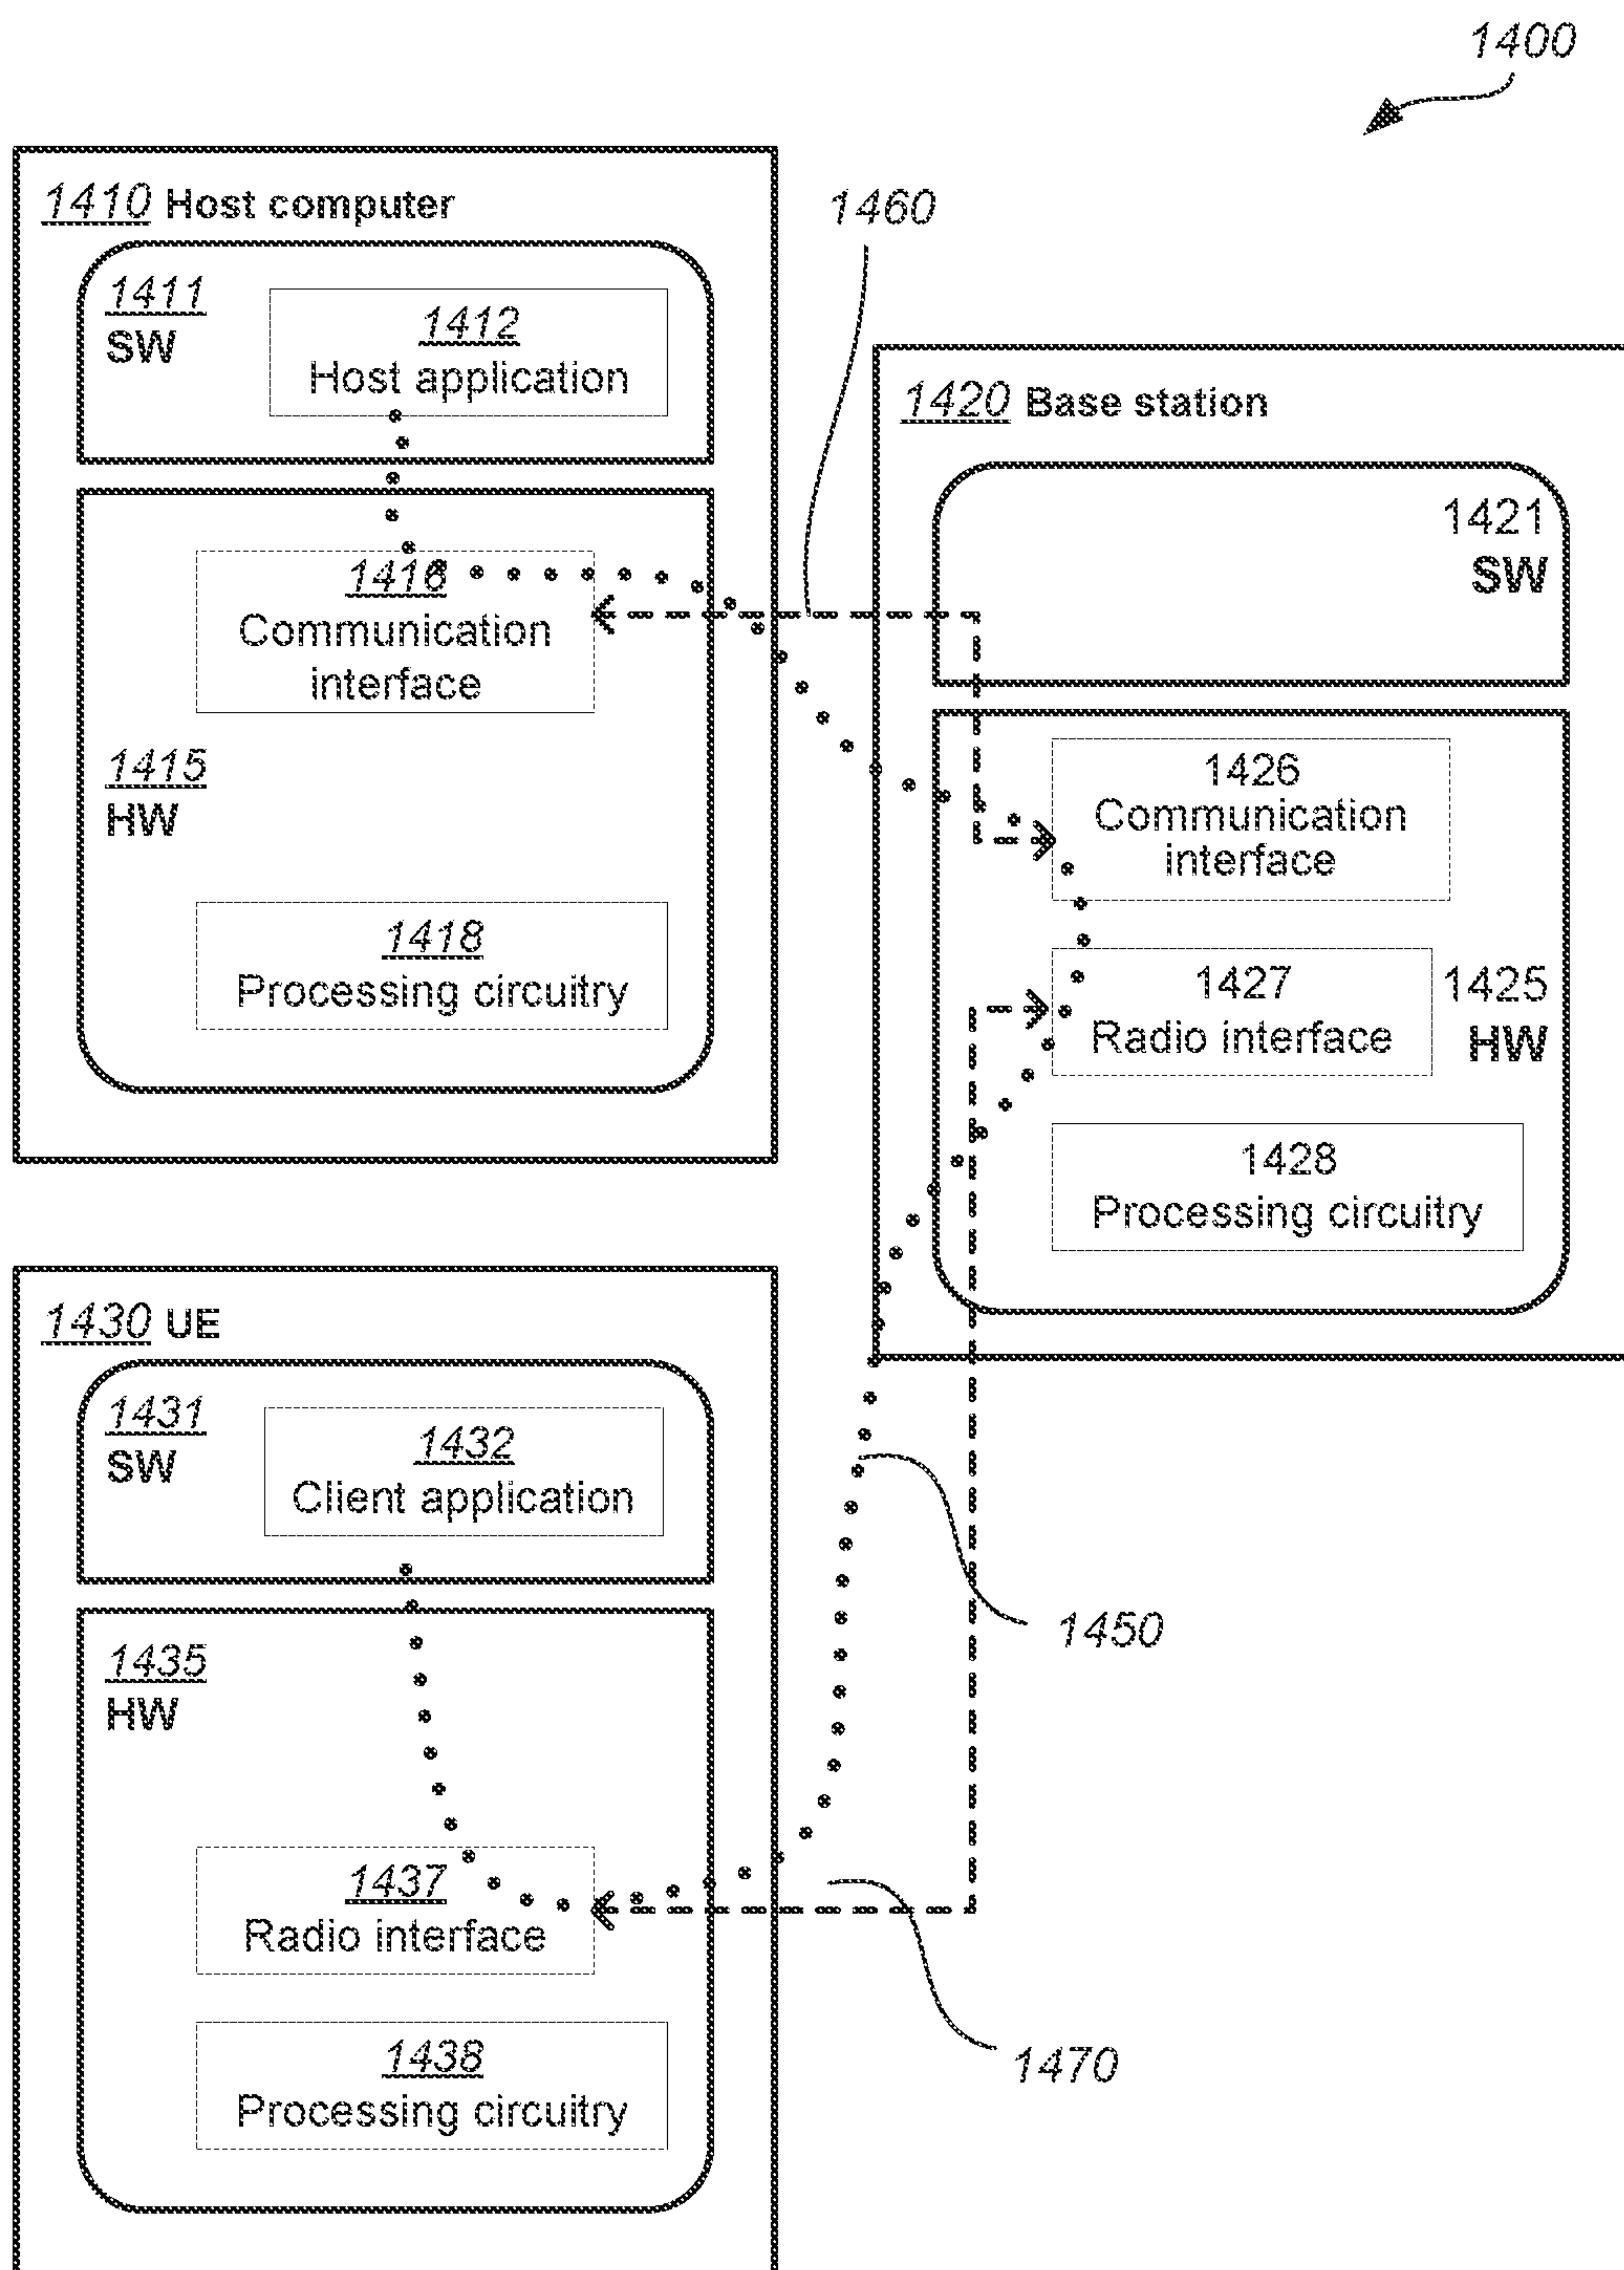 1400
1410 Host computer
1411
SW
1412
Host application
1416
Communication
interface
1415
HW
1418
Processing circuitry
1460
1420 Base station
1421
SW
1426
Communication
interface
1427
Radio interface
1425
HW
1428
Processing circuitry
1430 UE
1431
SW
1432
Client application
1435
HW
1437
Radio interface
1438
Processing circuitry
1450
1470